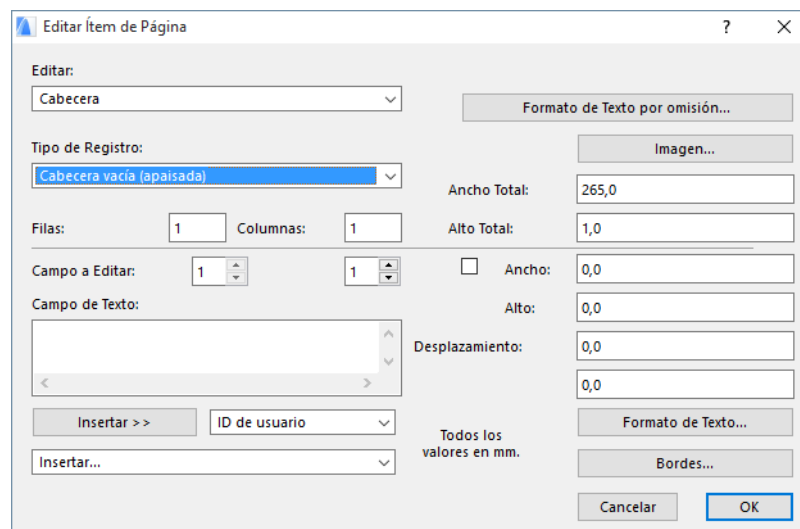 Editar Ítem de Página
?
Editar:
Cabecera
Formato de Texto por omisión...
Tipo de Registro:
Imagen...
Cabecera vacía (apaisada)
Ancho Total:
265,0
Filas:
1
Columnas:
1
Alto Total:
1,0
Campo a Editar:
1
1
Ancho:
0,0
Campo de Texto:
Alto:
0,0
Desplazamiento:
0,0
0,0
Insertar >>
ID de usuario
Todos los
valores en mm.
Formato de Texto...
Insertar...
Bordes...
Cancelar
OK